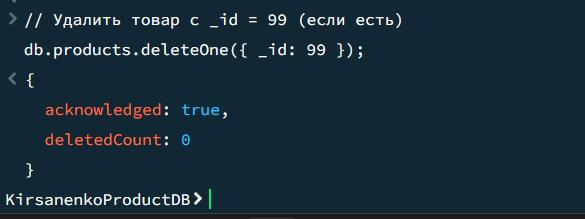 > // Удалить товар с _id = 99 (если есть)
db.products.deleteOne({ _id: 99 });
< {
acknowledged: true,
deletedCount: 0
}
KirsanenkoProductDB>